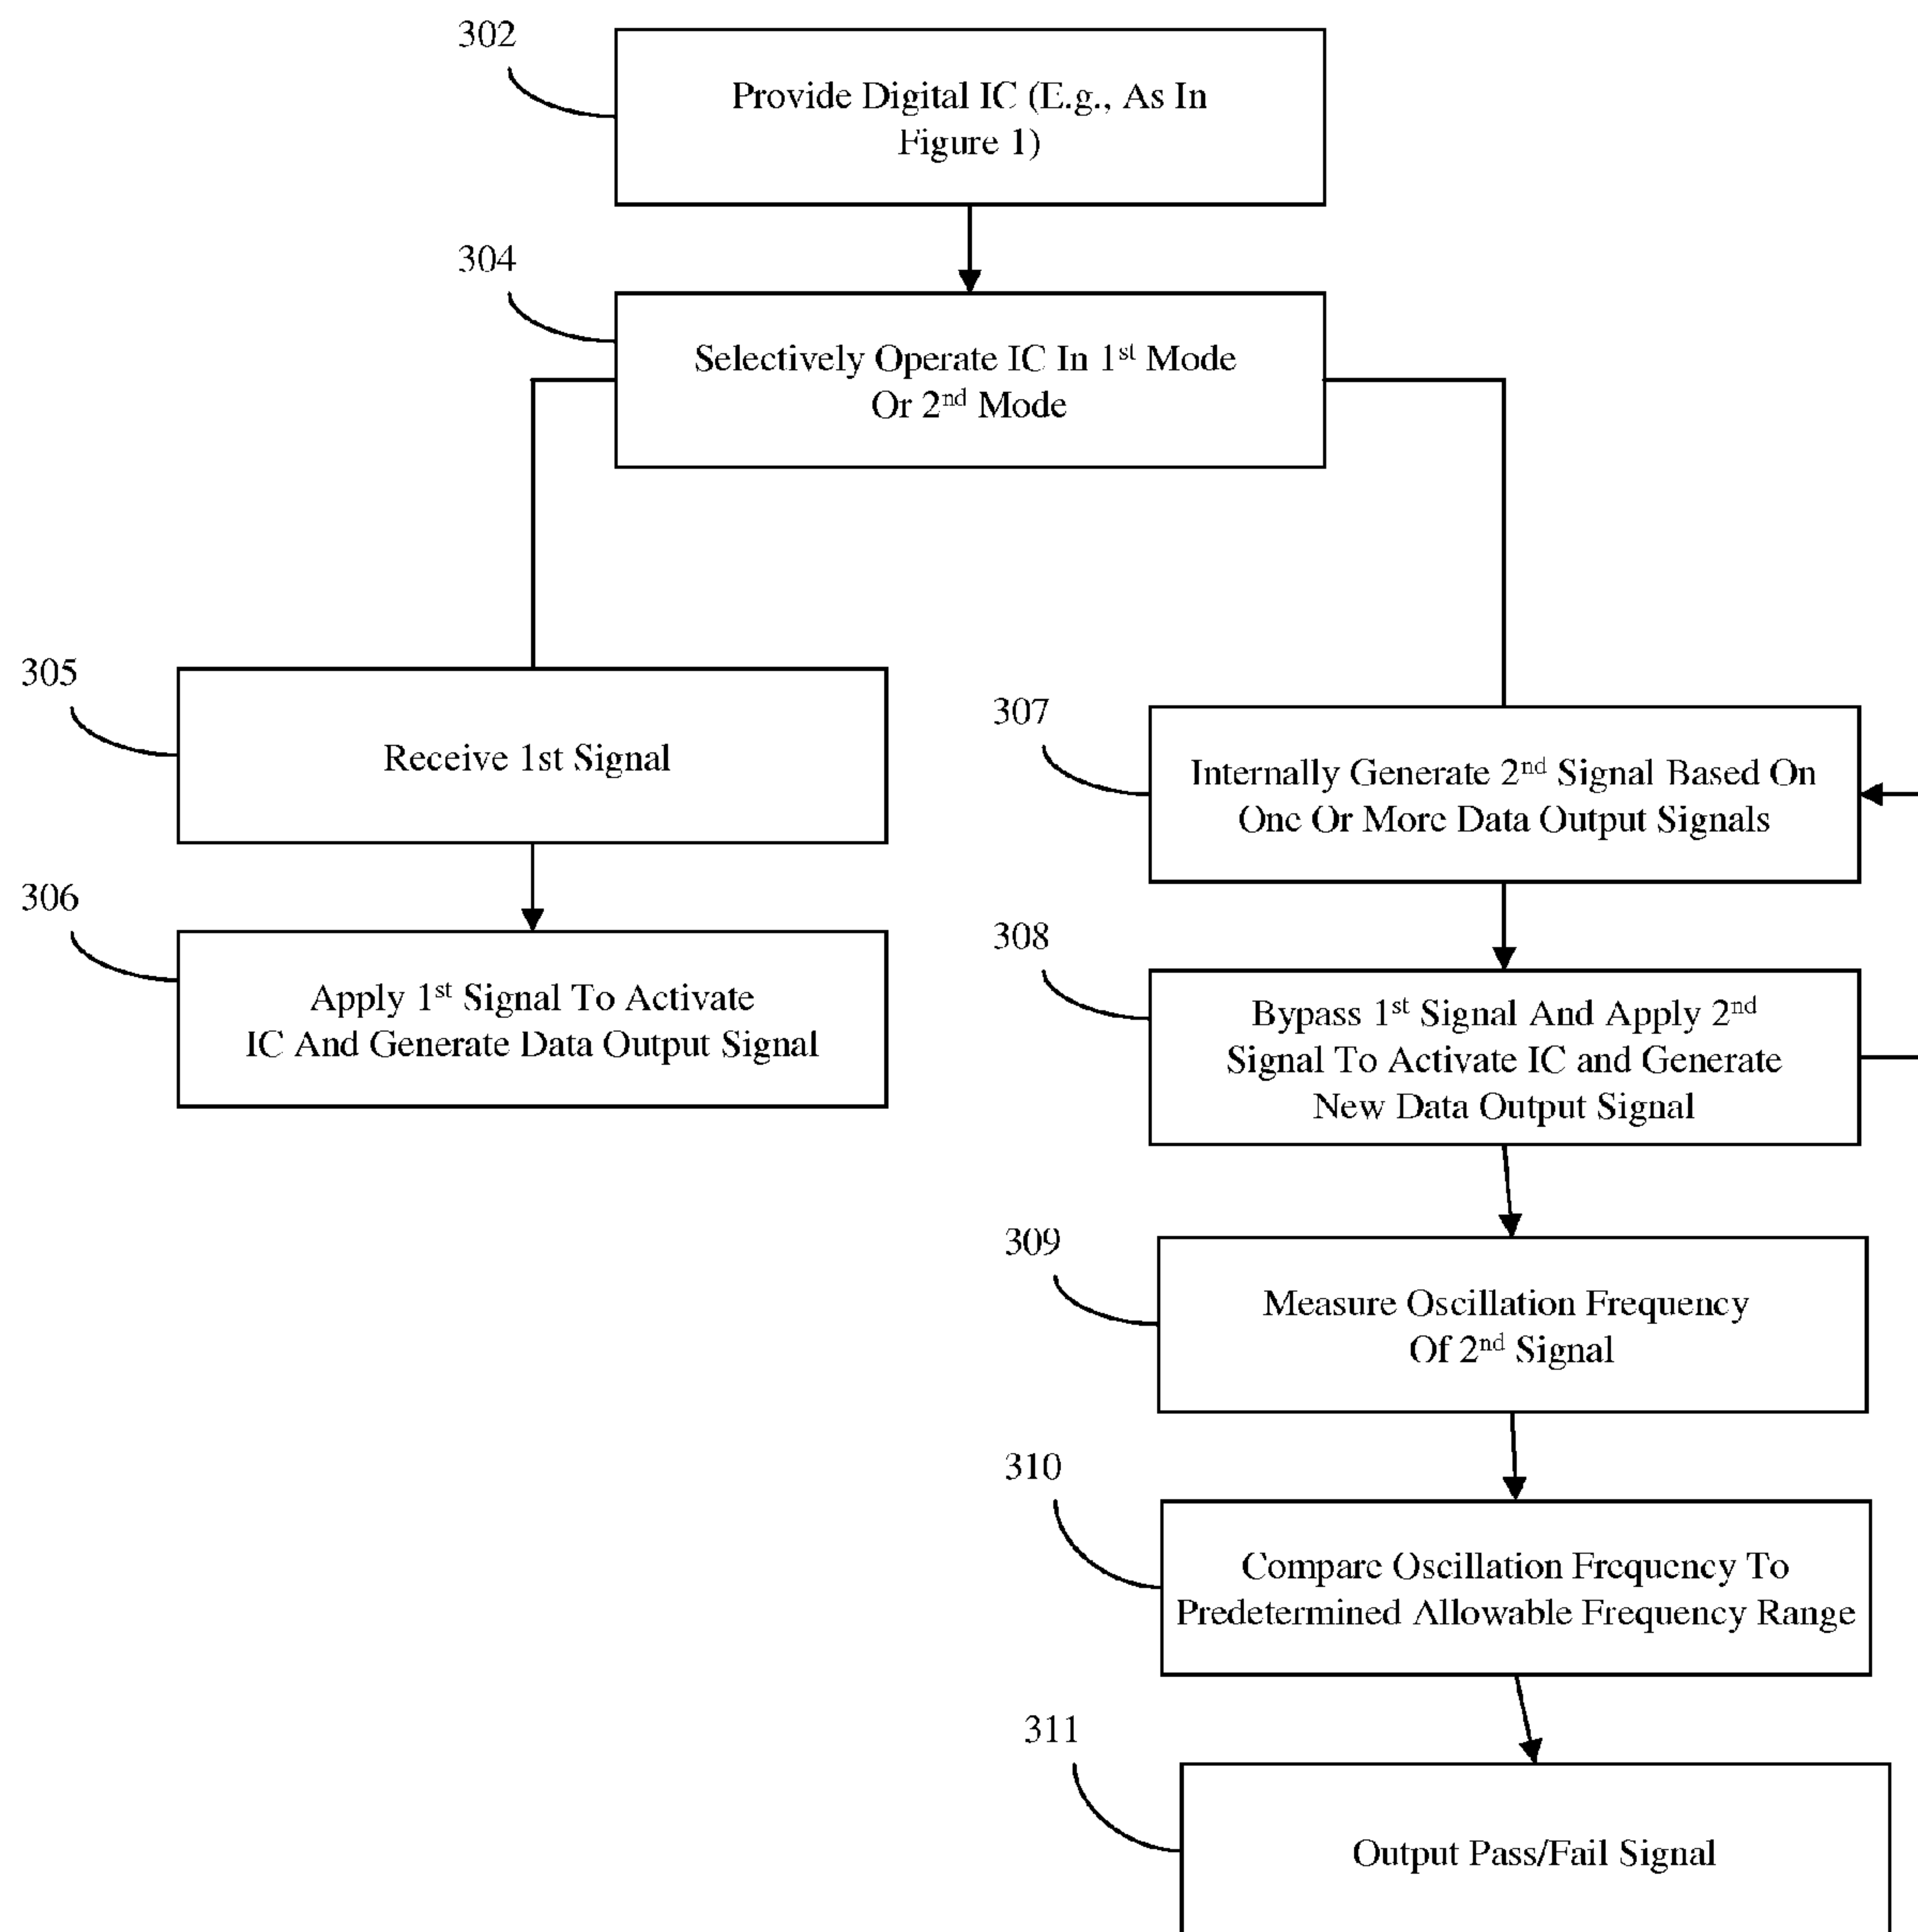 302
Provide Digital IC (E.g., As In
Figure 1)
304
Selectively Operate IC In 1st Mode
Or 2nd Mode
305
Receive 1st Signal
306
Apply 1st Signal To Activate
IC And Generate Data Output Signal
307
Internally Generate 2nd Signal Based On
One Or More Data Output Signals
308
Bypass 1st Signal And Apply 2nd
Signal To Activate IC and Generate
New Data Output Signal
309
Measure Oscillation Frequency
Of 2nd Signal
310
Compare Oscillation Frequency To
Predetermined Allowable Frequency Range
311
Output Pass/Fail Signal